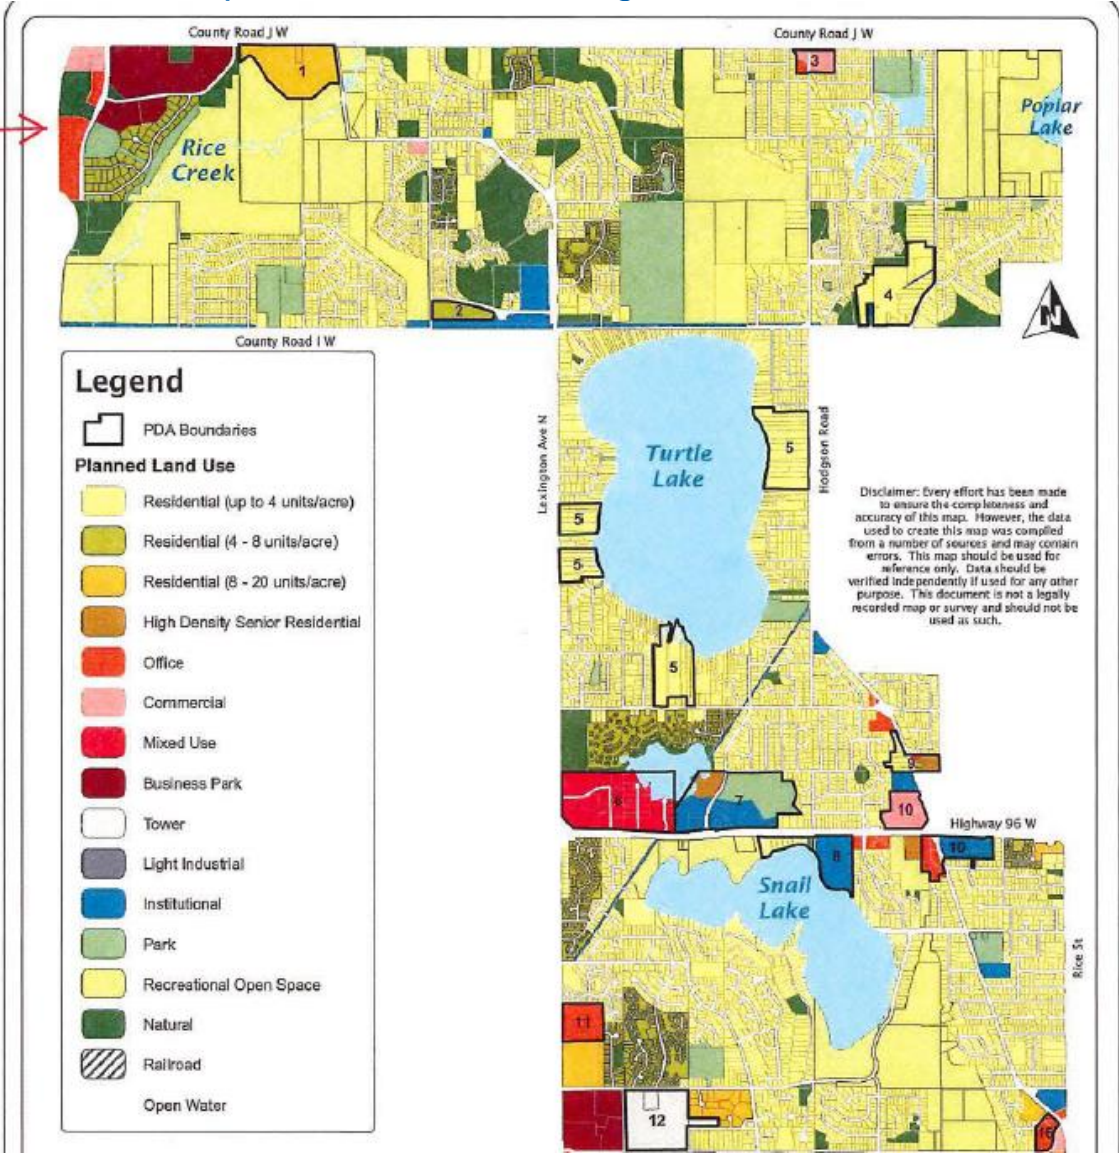 County Road J W
County Road J W
1
3
Poplar
Lake
Rice
Creek
4
2
N
County Road I W
Legend
PDA Boundaries
Planned Land Use
Residential (up to 4 units/acre)
Residential (4 - 8 units/acre)
Residential (8 - 20 units/acre)
High Density Senior Residential
Office
Commercial
Mixed Use
Business Park
Tower
Light Industrial
Institutional
Park
Recreational Open Space
Natural
Railroad
Open Water
Lexington Ave N
Turtle
Lake
5
Hodgson Road
5
5
5
Disclaimer: Every effort has been made
to ensure the completeness and
accuracy of this map. However, the data
used to create this map was compiled
from a number of sources and may contain
errors. This map should be used for
reference only. Data should be
verified independently if used for any other
purpose. This document is not a legally
recorded map or survey and should not be
used as such.
9
6
7
10
Highway 96 W
8
10
Snail
Lake
Rice St
11
12